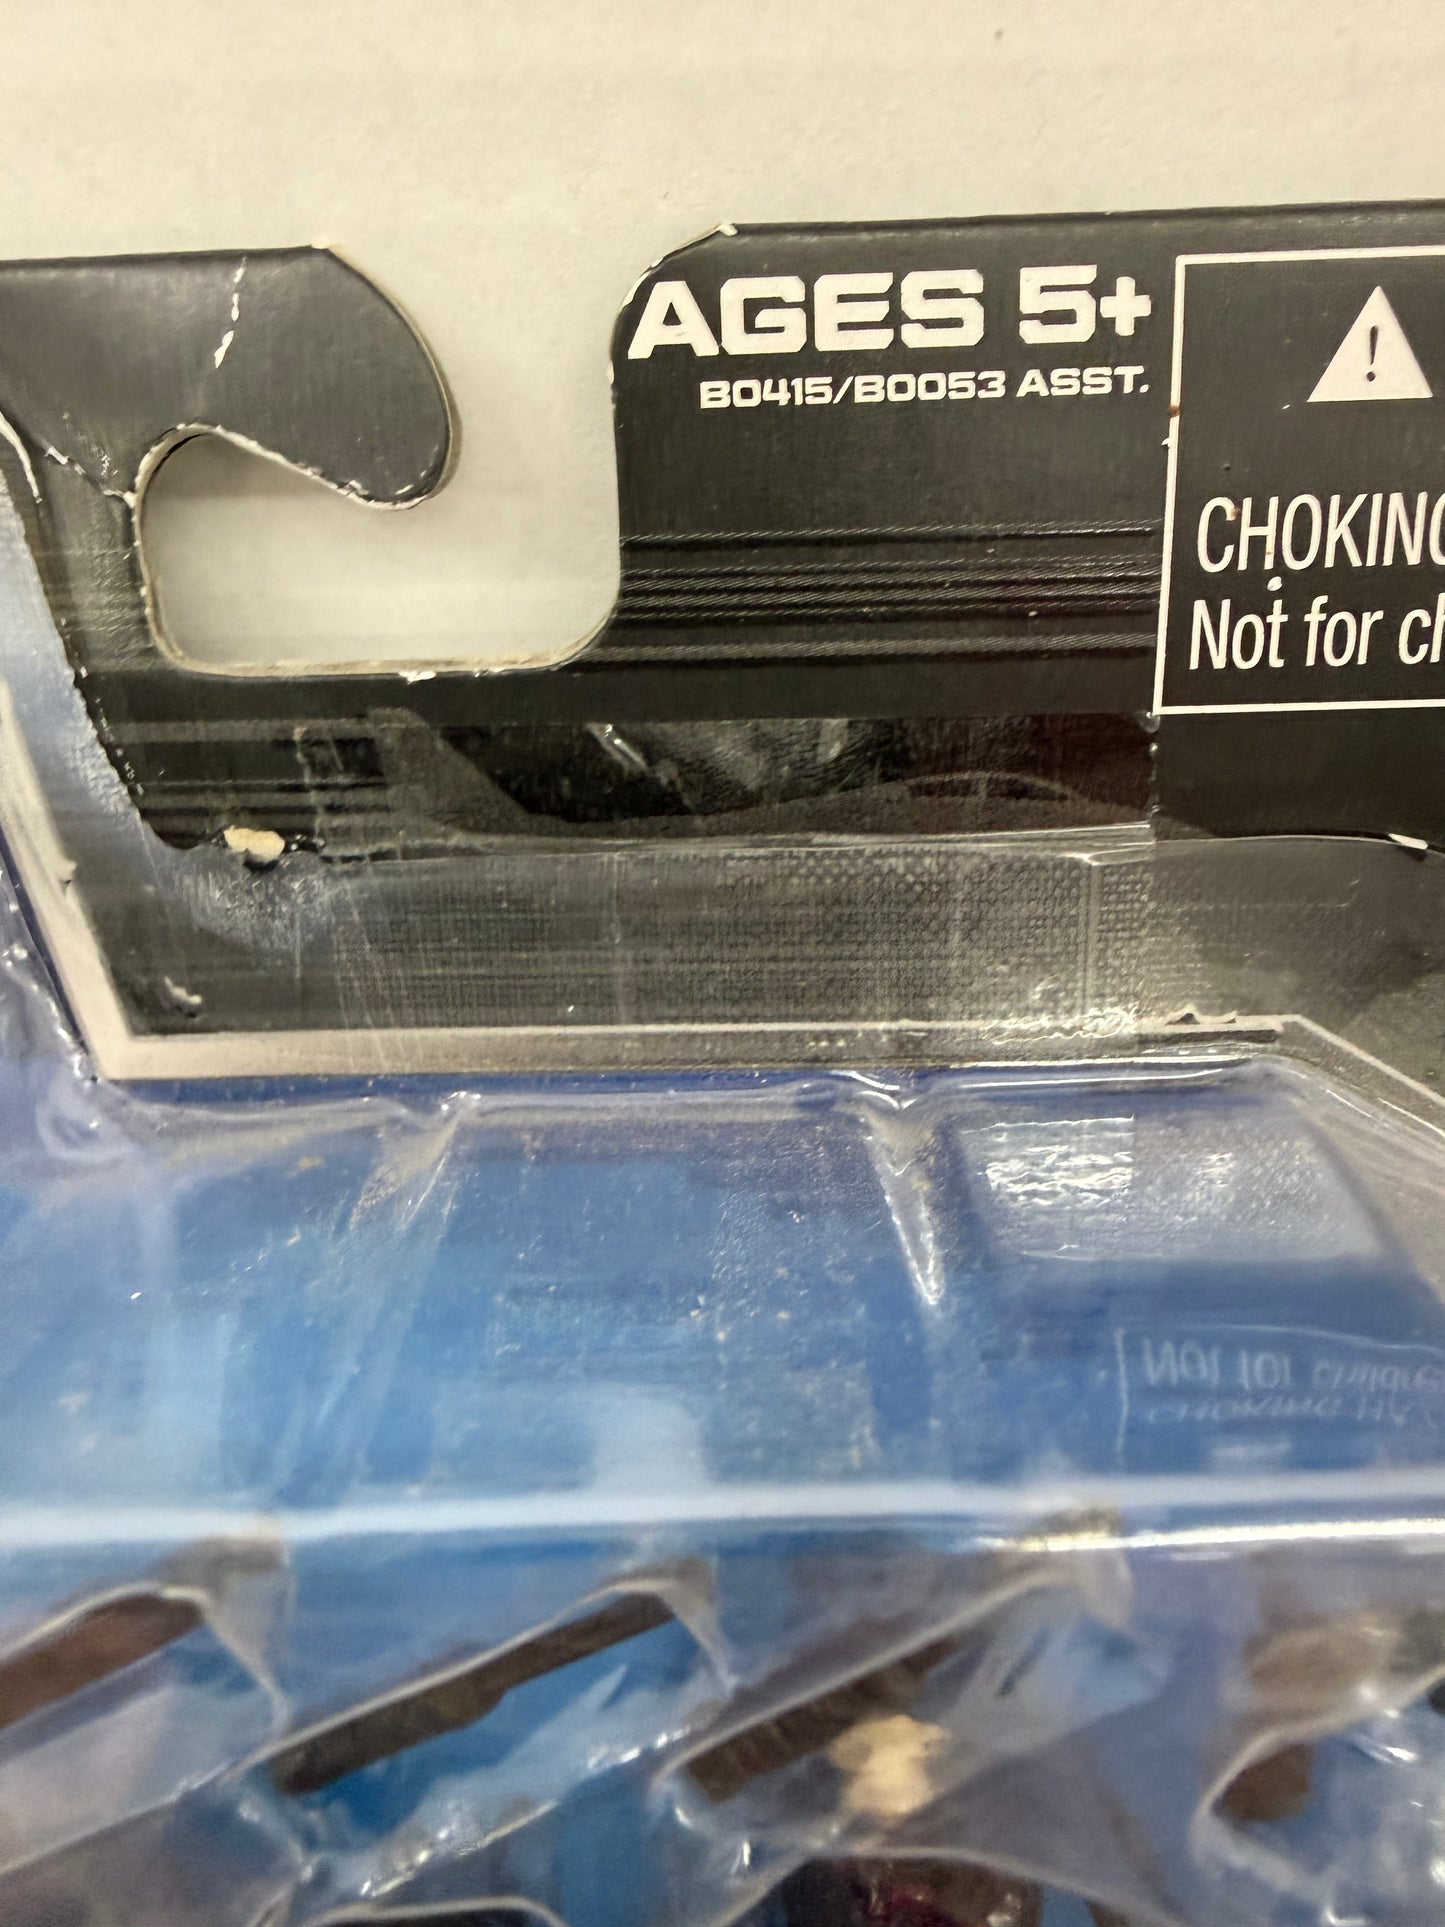 AGES 5+
B0415/B0053 ASST.
CHOKING
Not for ch